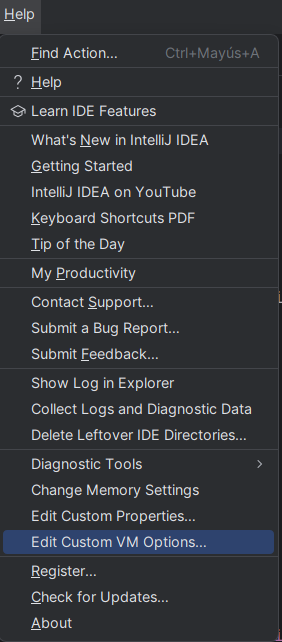 Help
Find Action... Ctrl+Mayús+A
? Help
Learn IDE Features
What's New in IntelliJ IDEA
Getting Started
IntelliJ IDEA on YouTube
Keyboard Shortcuts PDF
Tip of the Day
My Productivity
Contact Support...
Submit a Bug Report...
Submit Feedback...
Show Log in Explorer
Collect Logs and Diagnostic Data
Delete Leftover IDE Directories...
Diagnostic Tools
Change Memory Settings
Edit Custom Properties...
Edit Custom VM Options...
Register...
Check for Updates...
About